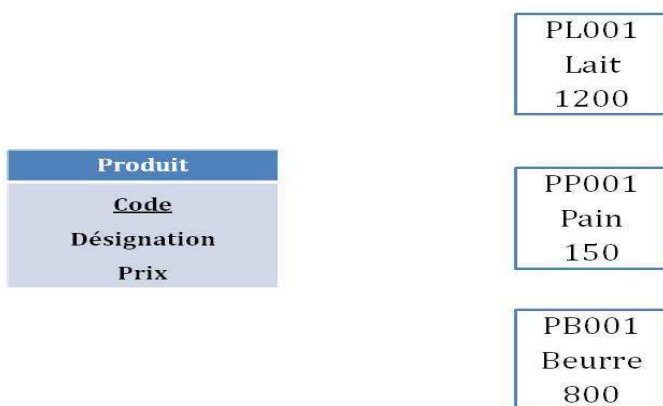 Produit
Code
Désignation
Prix
PL001
Lait
1200
PP001
Pain
150
PB001
Beurre
800